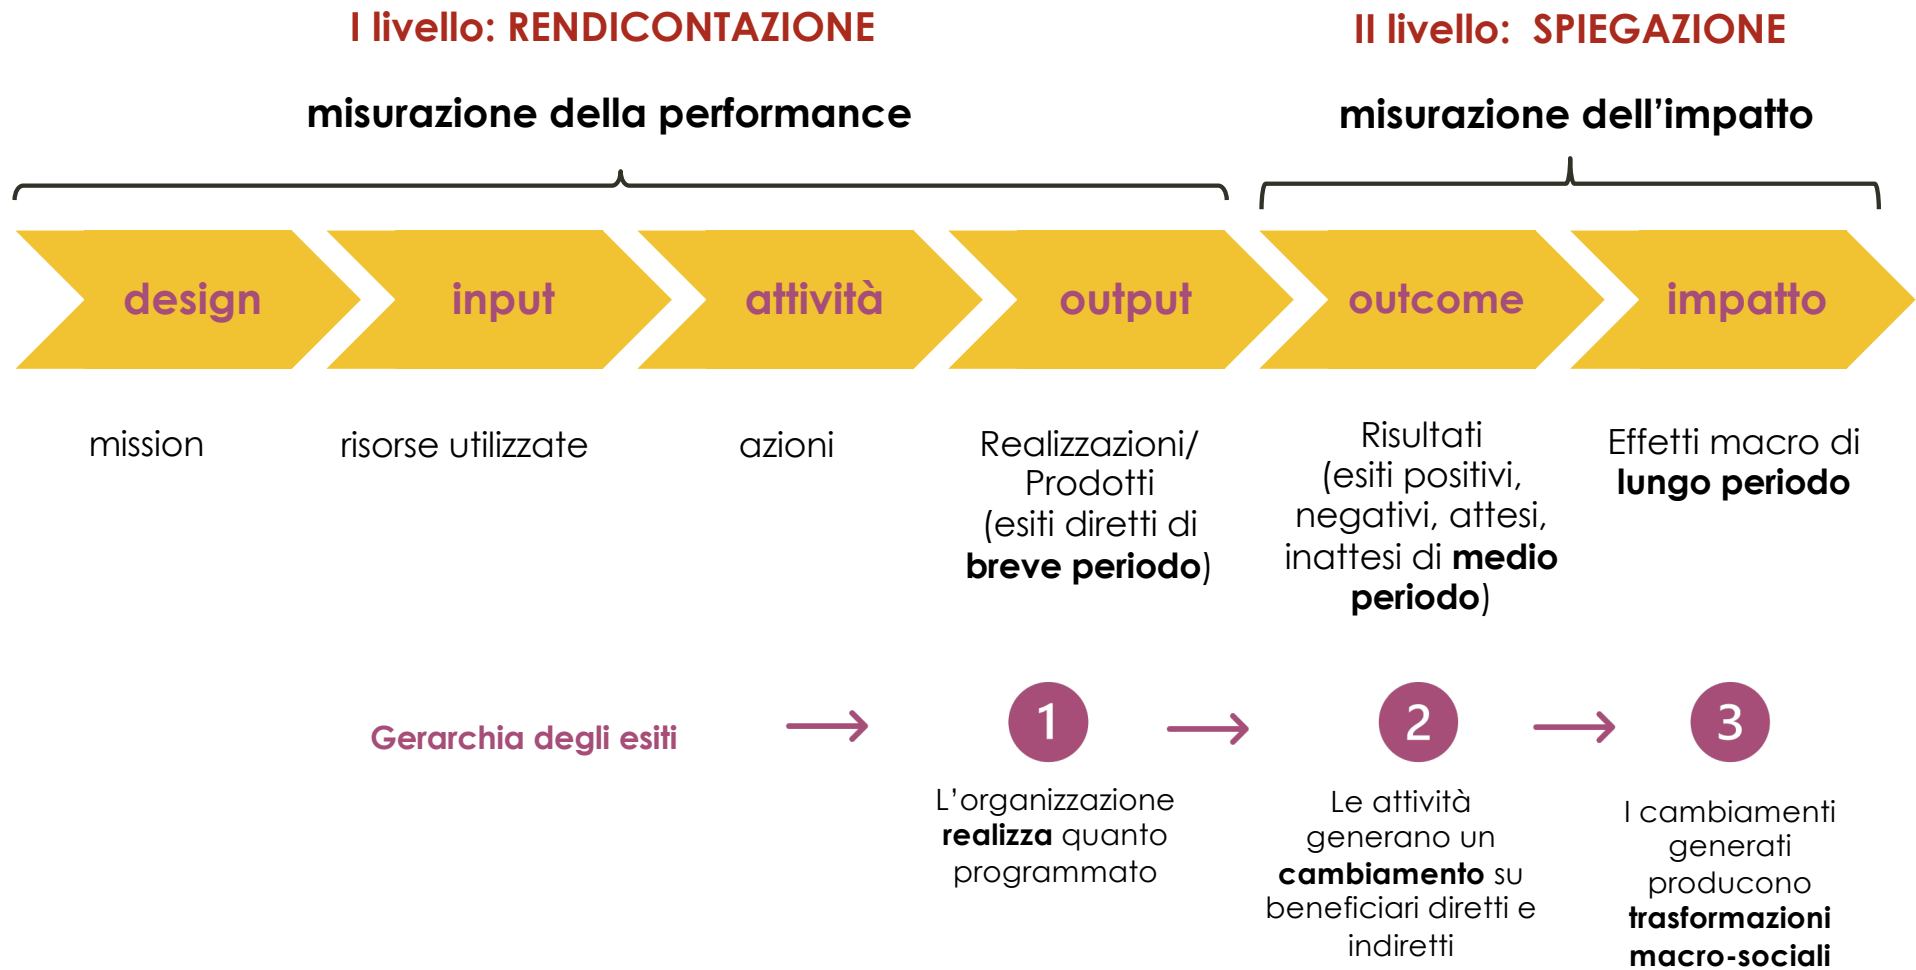 I livello: RENDICONTAZIONE
II livello: SPIEGAZIONE
misurazione della performance
misurazione dell'impatto
design
input
attività
output
outcome
impatto
mission
risorse utilizzate
azioni
Realizzazioni/
Prodotti
(esiti diretti di
breve periodo)
Risultati
(esiti positivi,
negativi, attesi,
inattesi di medio
periodo)
Effetti macro di
lungo periodo
Gerarchia degli esiti
1
2
3
L'organizzazione
realizza quanto
programmato
Le attività
generano un
cambiamento su
beneficiari diretti e
indiretti
I cambiamenti
generati
producono
trasformazioni
macro-sociali